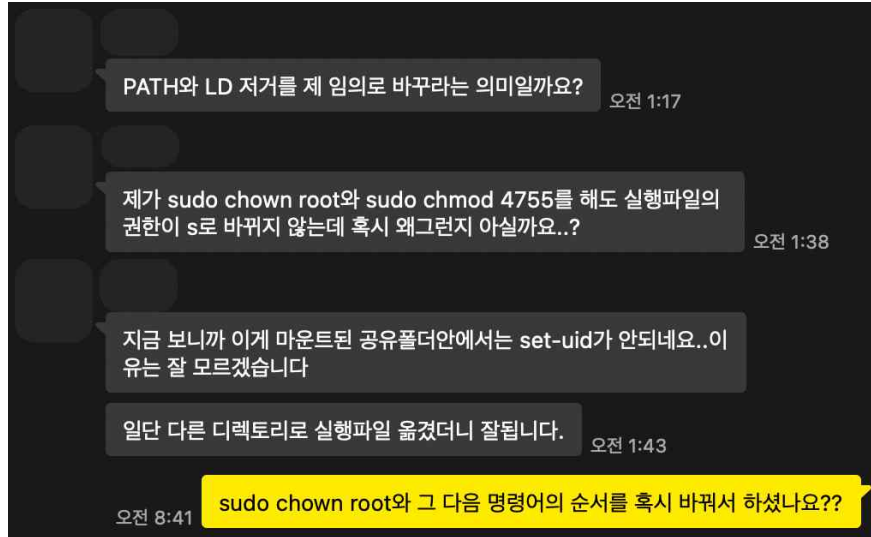 PATH와 LD 저거를 제 임의로 바꾸라는 의미일까요?
오전 1:17
제가 sudo chown root와 sudo chmod 4755를 해도 실행파일의
권한이 s로 바뀌지 않는데 혹시 왜그런지 아실까요..?
오전 1:38
지금 보니까 이게 마운트된 공유폴더안에서는 set-uid가 안되네요..이
유는 잘 모르겠습니다
일단 다른 디렉토리로 실행파일 옮겼더니 잘됩니다.
오전 1:43
sudo chown root와 그 다음 명령어의 순서를 혹시 바꿔서 하셨나요??
오전 8:41